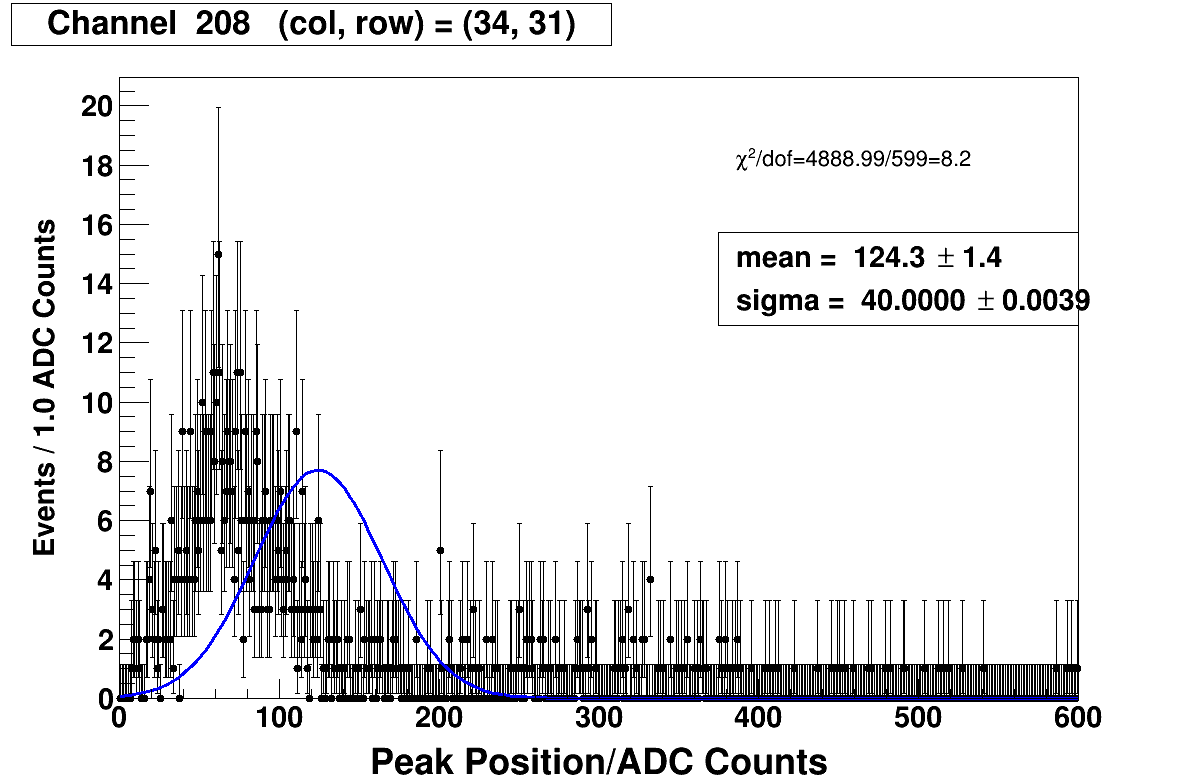 Channel 208 (col, row) = (34, 31)
χ²/dof=4888.99/599=8.2
mean = 124.3 ± 1.4
sigma = 40.0000 ± 0.0039
Events / 1.0 ADC Counts
20
18
16
14
12
10
8
6
4
2
0
0 100 200 300 400 500 600
Peak Position/ADC Counts